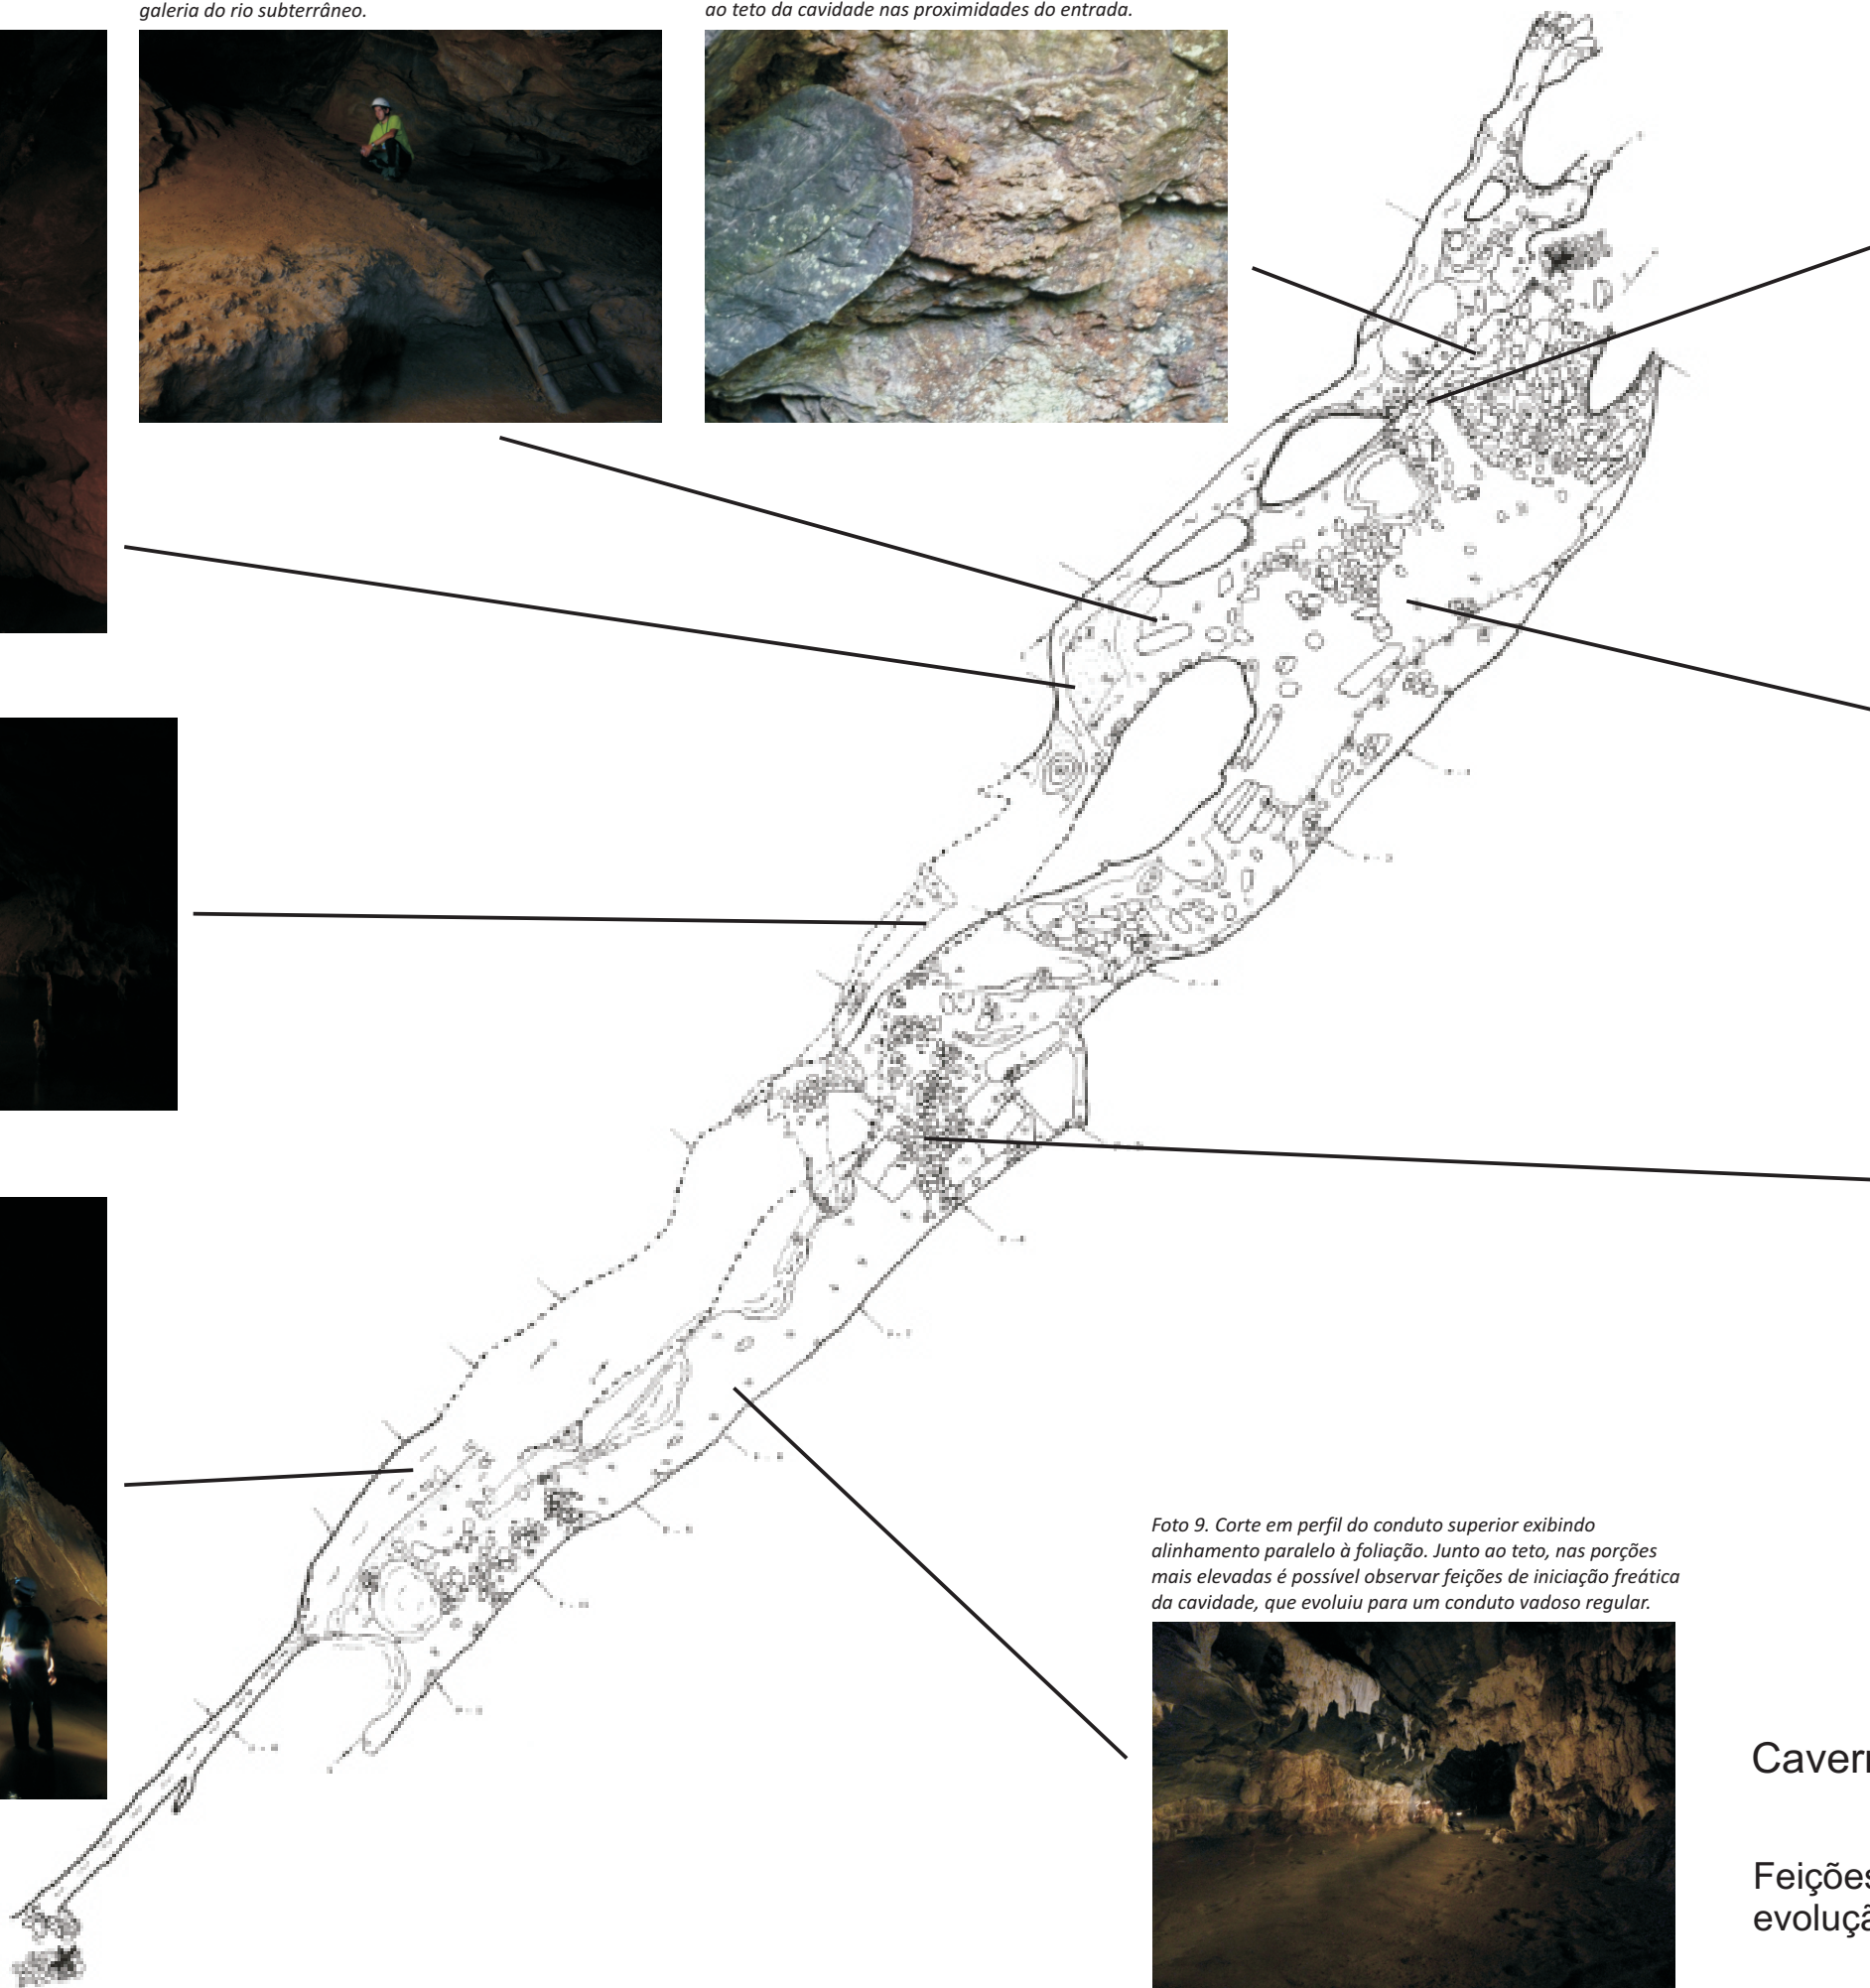 galeria do rio subterrâneo.
ao teto da cavidade nas proximidades do entrada.
Foto 9. Corte em perfil do conduto superior exibindo
alinhamento paralelo à foliação. Junto ao teto, nas porções
mais elevadas é possível observar feições de iniciação freática
da cavidade, que evoluiu para um conduto vadoso regular.